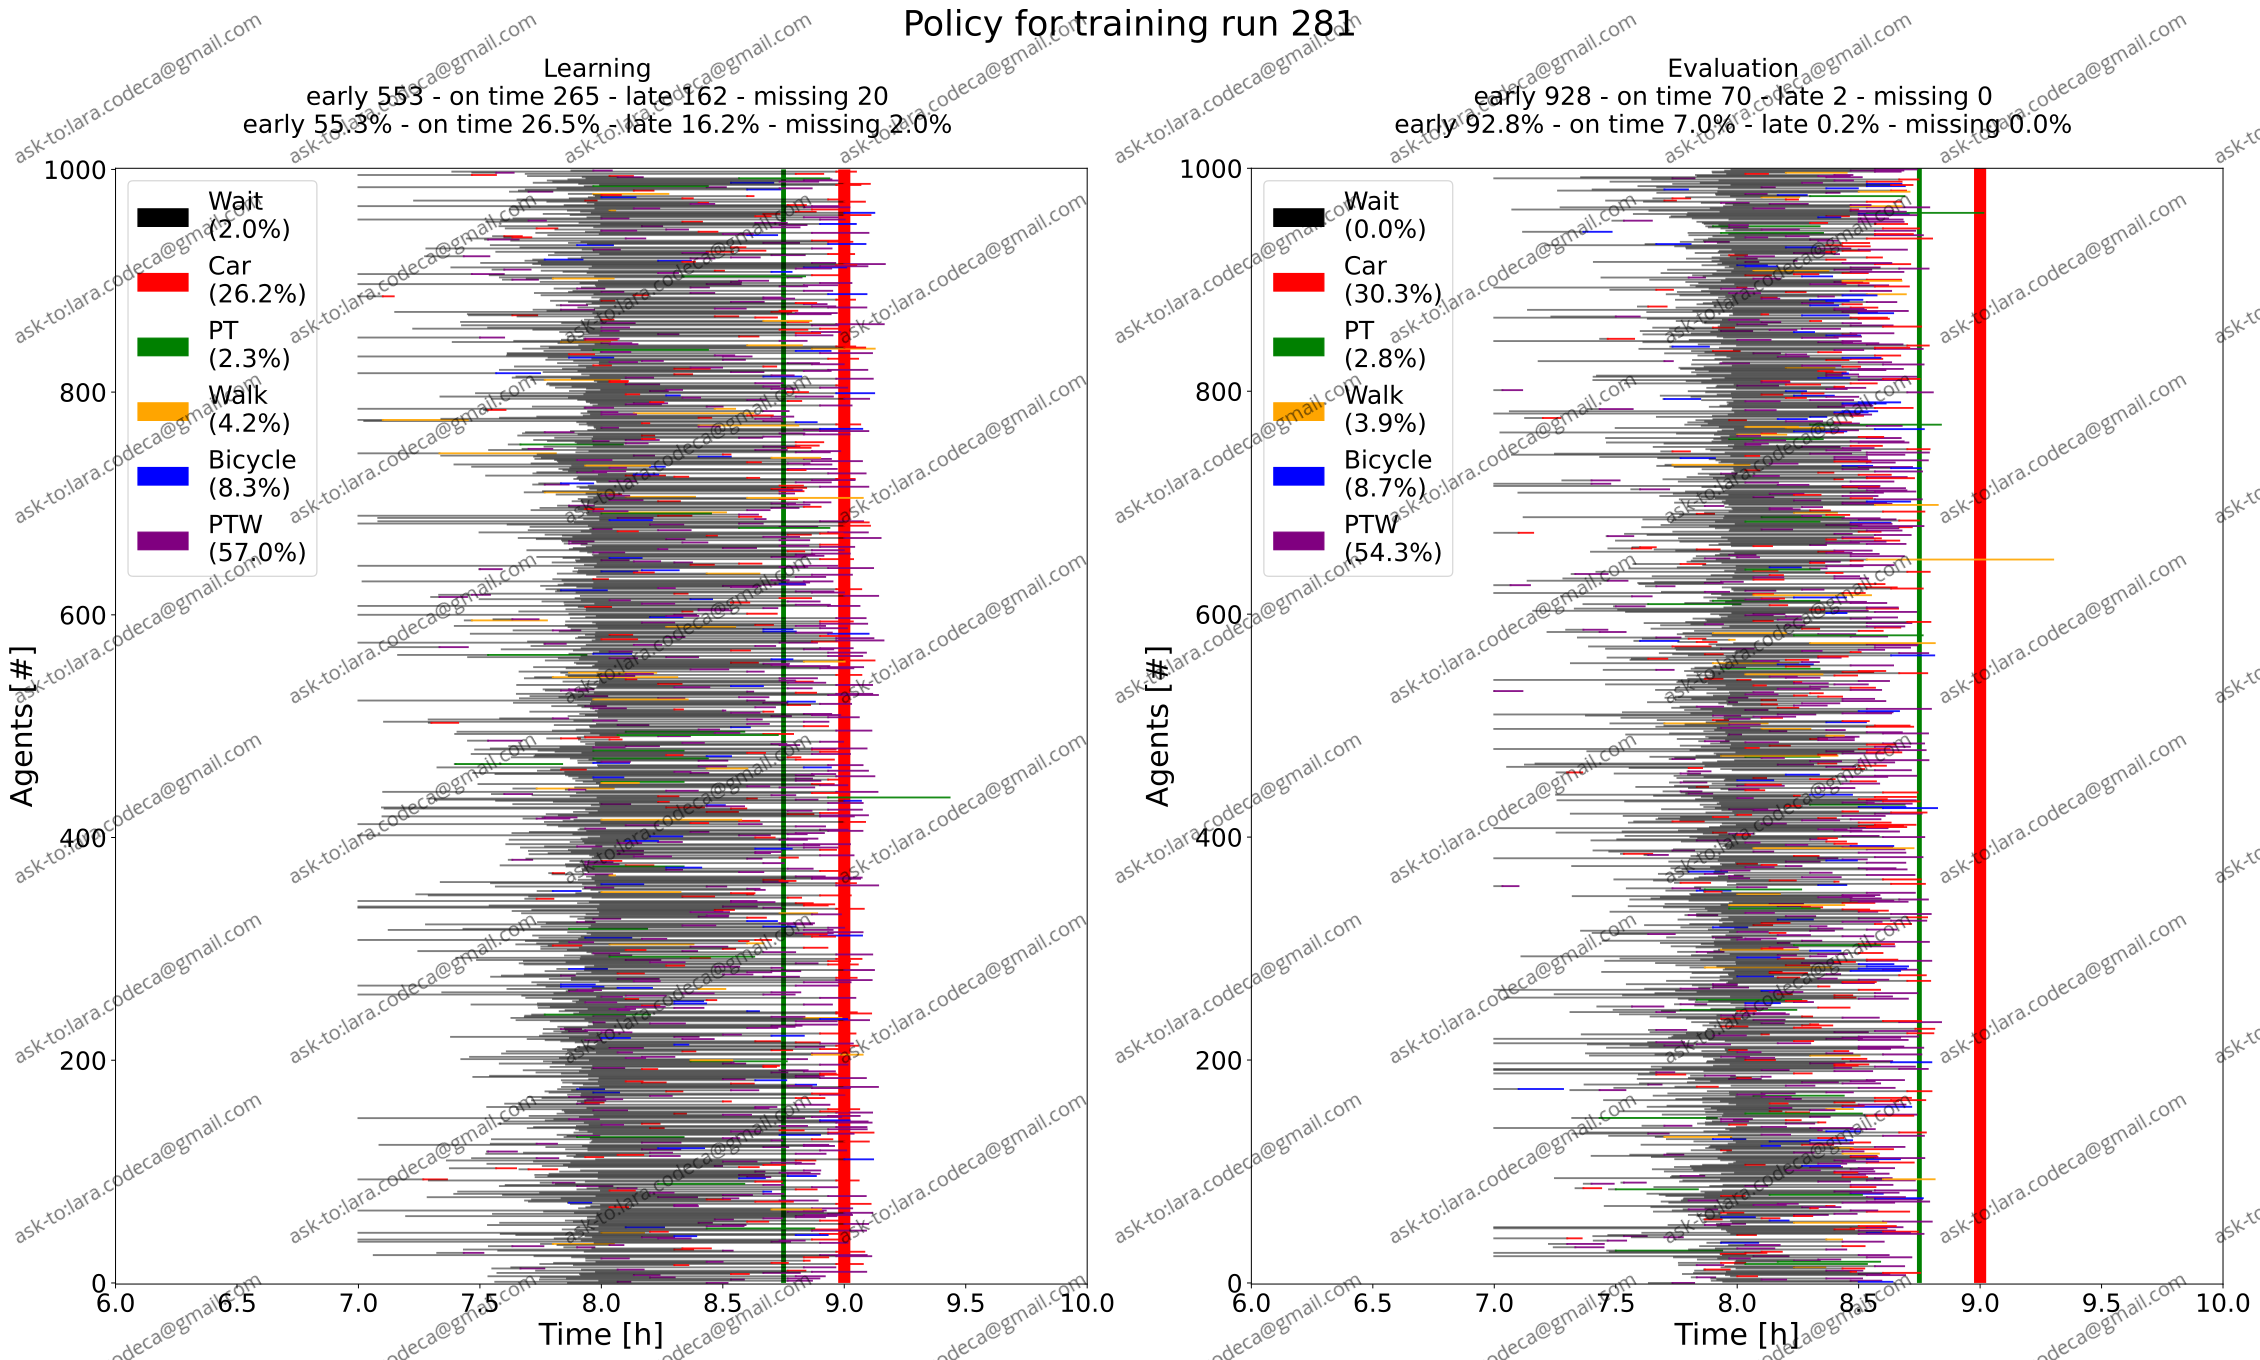 Policy for training run 281
Learning
early 553 - on time 265 - late 162 - missing 20
early 55.3% - on time 26.5% - late 16.2% - missing 2.0%
Agents [#]
1000
800
600
400
200
0
Wait
(2.0%)
Car
(26.2%)
PT
(2.3%)
Walk
(4.2%)
Bicycle
(8.3%)
PTW
(57.0%)
6.0 6.5 7.0 7.5 8.0 8.5 9.0 9.5 10.0
Time [h]
Evaluation
early 928 - on time 70 - late 2 - missing 0
early 92.8% - on time 7.0% - late 0.2% - missing 0.0%
Agents [#]
1000
800
600
400
200
0
Wait
(0.0%)
Car
(30.3%)
PT
(2.8%)
Walk
(3.9%)
Bicycle
(8.7%)
PTW
(54.3%)
6.0 6.5 7.0 7.5 8.0 8.5 9.0 9.5 10.0
Time [h]
ask-to:lara.codeca@gmail.com